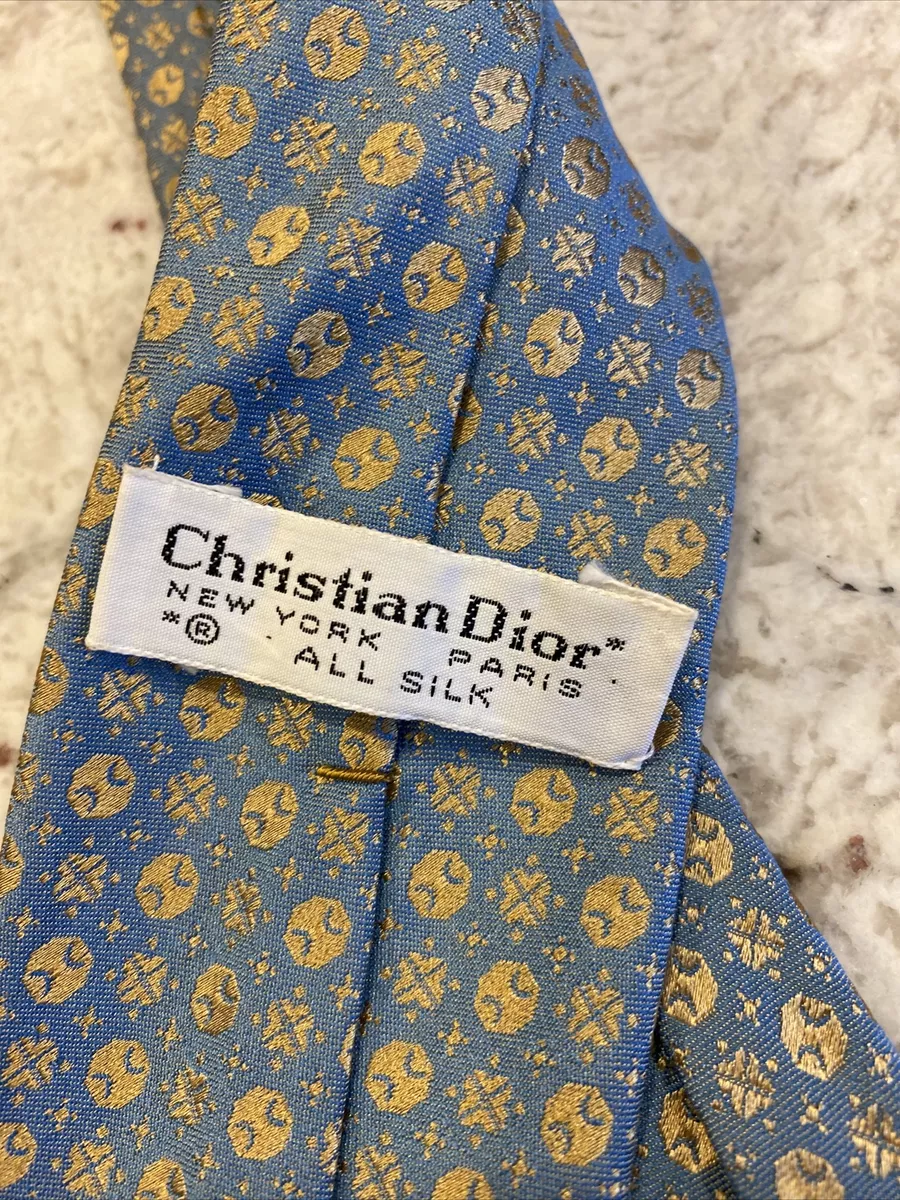 Christian Dior*
NEW YORK PARIS
*® ALL SILK